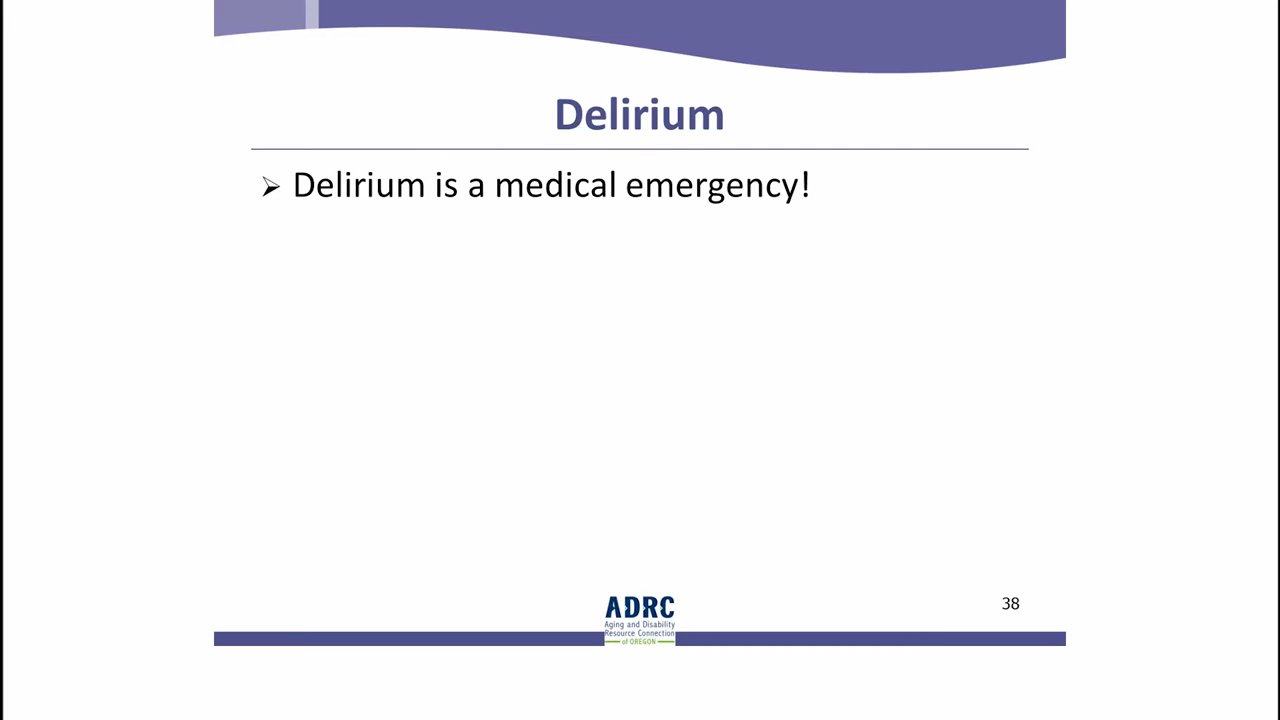 Delirium
➢ Delirium is a medical emergency!
38
ADRC
Aging and Disability
Resource Connection
of OREGON